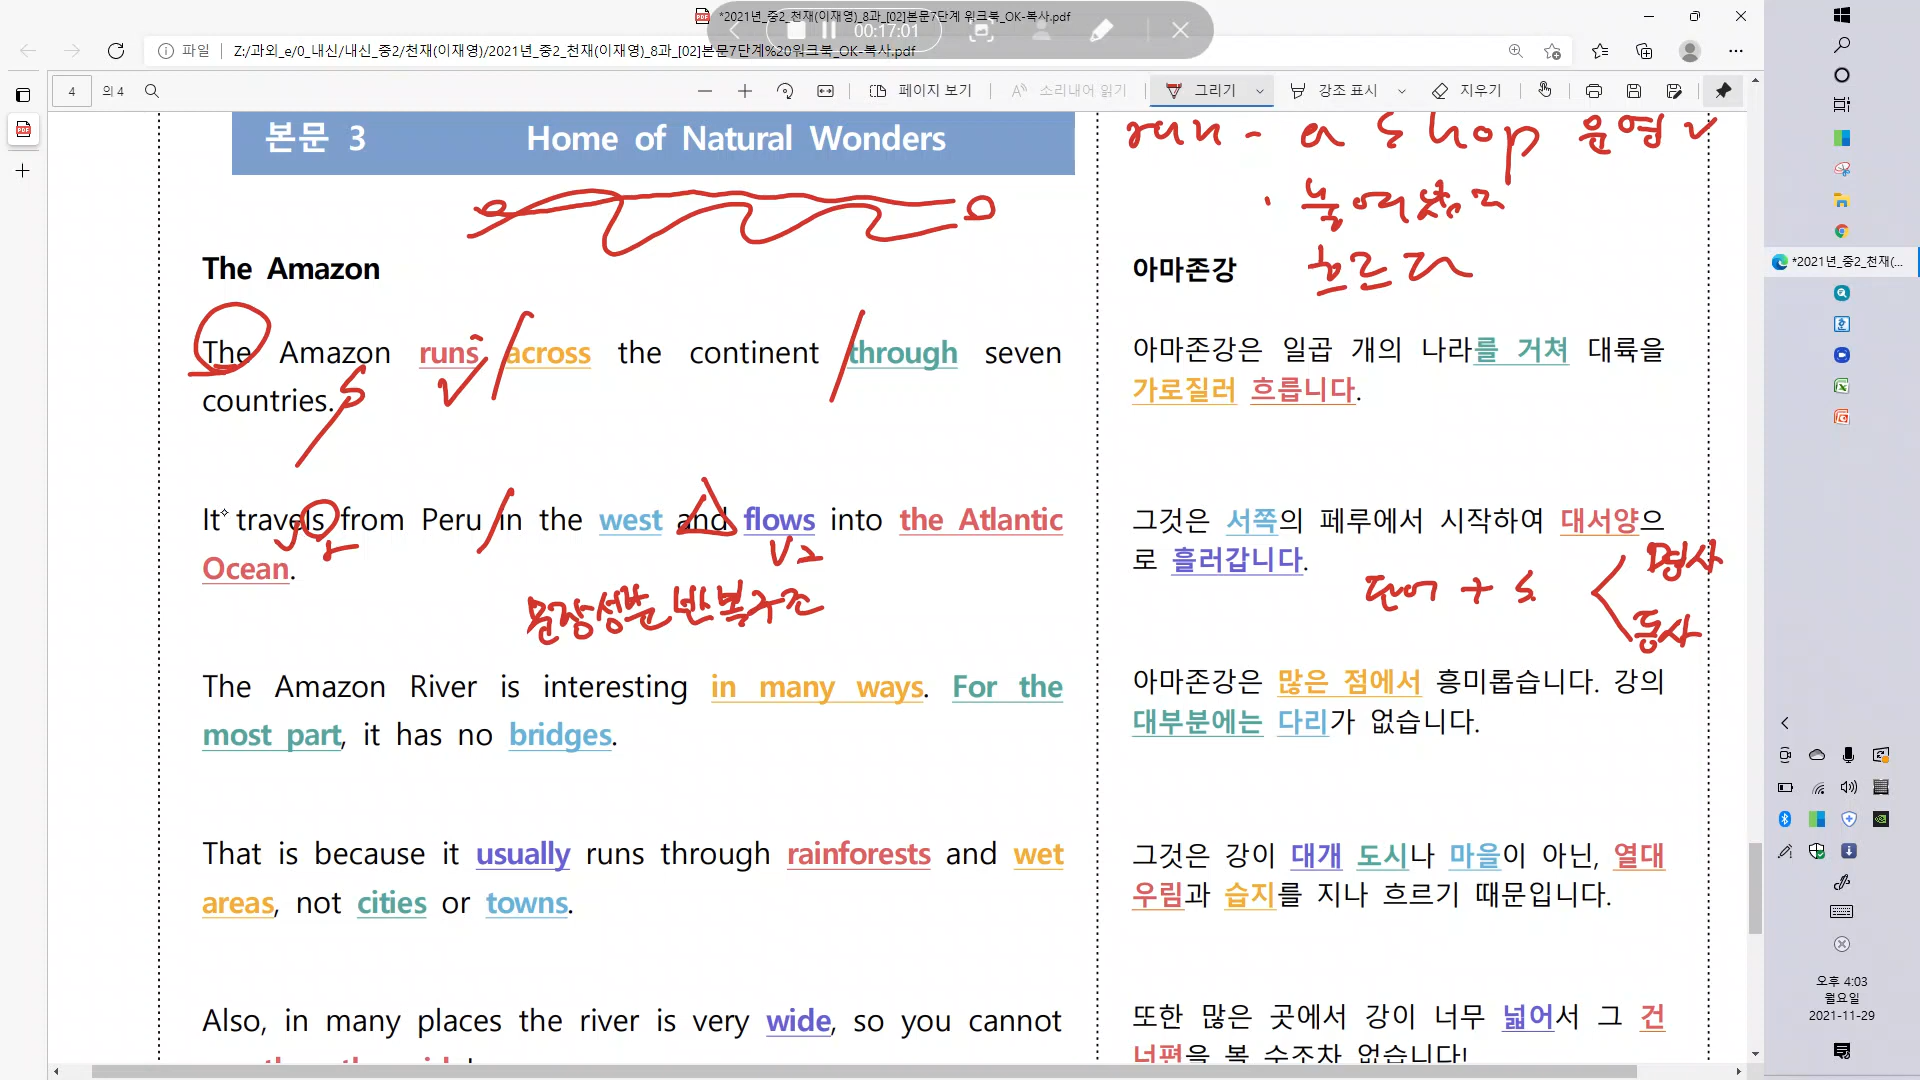 *2021년_중2_천재(이재영)_8과_[02]본문7단계 워크북_OK-복사.pdf
00:17:01
파일 Z:/과외_e/0_내신/내신_중2/천재(이재영)/2021년_중2_천재(이재영)_8과_[02]본문7단계%20워크북_OK-복사.pdf
4 의 4 페이지 보기 소리내어 읽기 그리기 강조 표시 지우기
본문 3 Home of Natural Wonders
run - a shop 운영
흐르다
The Amazon
아마존강
The Amazon runs across the continent through seven
countries.
아마존강은 일곱 개의 나라를 거쳐 대륙을
가로질러 흐릅니다.
It travels from Peru in the west and flows into the Atlantic
Ocean.
V2
문장성분 반복구조
그것은 서쪽의 페루에서 시작하여 대서양으
로 흘러갑니다.
단어 + s
명사
동사
The Amazon River is interesting in many ways. For the
most part, it has no bridges.
아마존강은 많은 점에서 흥미롭습니다. 강의
대부분에는 다리가 없습니다.
That is because it usually runs through rainforests and wet
areas, not cities or towns.
그것은 강이 대개 도시나 마을이 아닌, 열대
우림과 습지를 지나 흐르기 때문입니다.
Also, in many places the river is very wide, so you cannot
또한 많은 곳에서 강이 너무 넓어서 그 건
너편을 볼 수조차 없습니다!
*2021년_중2_천재(...
오후 4:03
월요일
2021-11-29